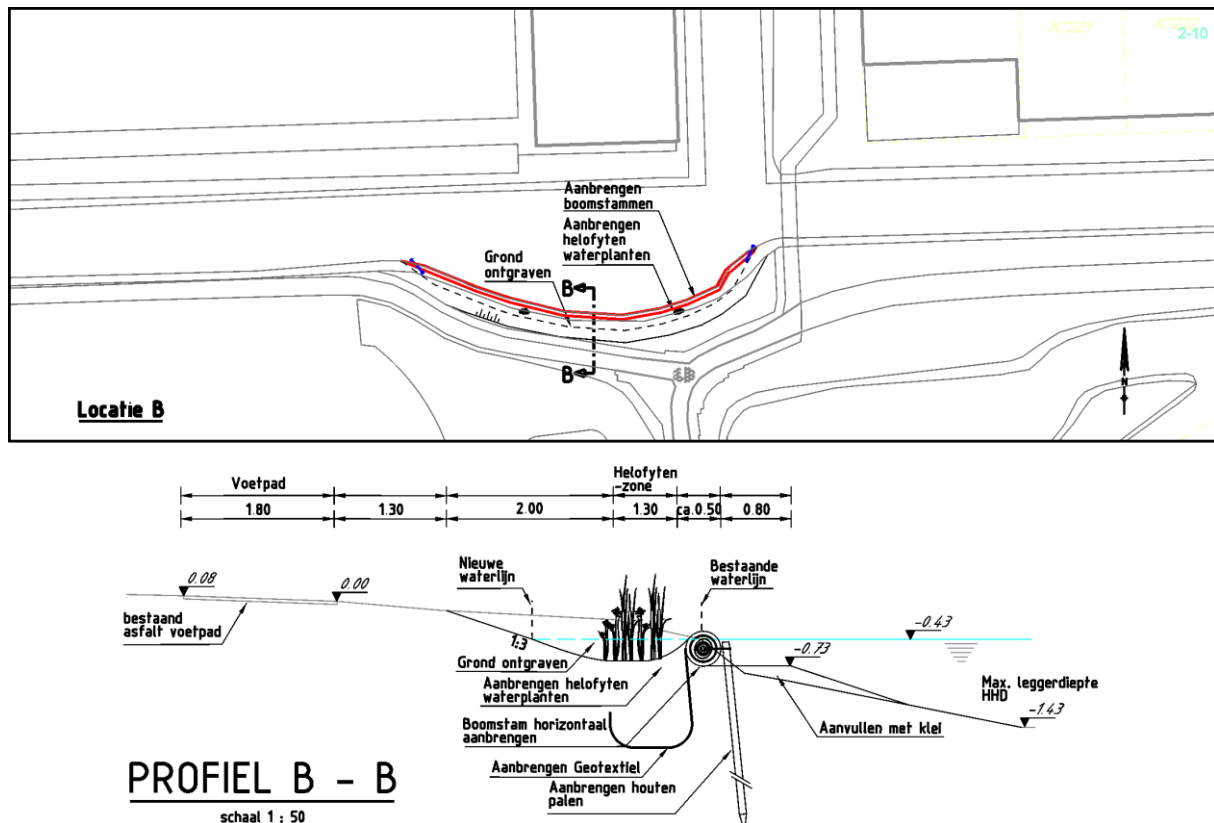 K7221
K7212
2-10
Aanbrengen
boomstammen
Aanbrengen
helofyten
waterplanten
Grond
ontgraven
B
B
N
Locatie B
Helofyten
-zone
Voetpad
1.80
1.30
2.00
1.30
ca.0.50
0.80
Nieuwe
waterlijn
Bestaande
waterlijn
0.08
0.00
-0.43
bestaand
asfalt voetpad
1:3
Grond ontgraven
-0.73
Aanbrengen helofyten
waterplanten
Max. leggerdiepte
HHD
-1.43
Boomstam horizontaal
aanbrengen
Aanvullen met klei
Aanbrengen Geotextiel
Aanbrengen houten
palen
PROFIEL B - B
schaal 1 : 50